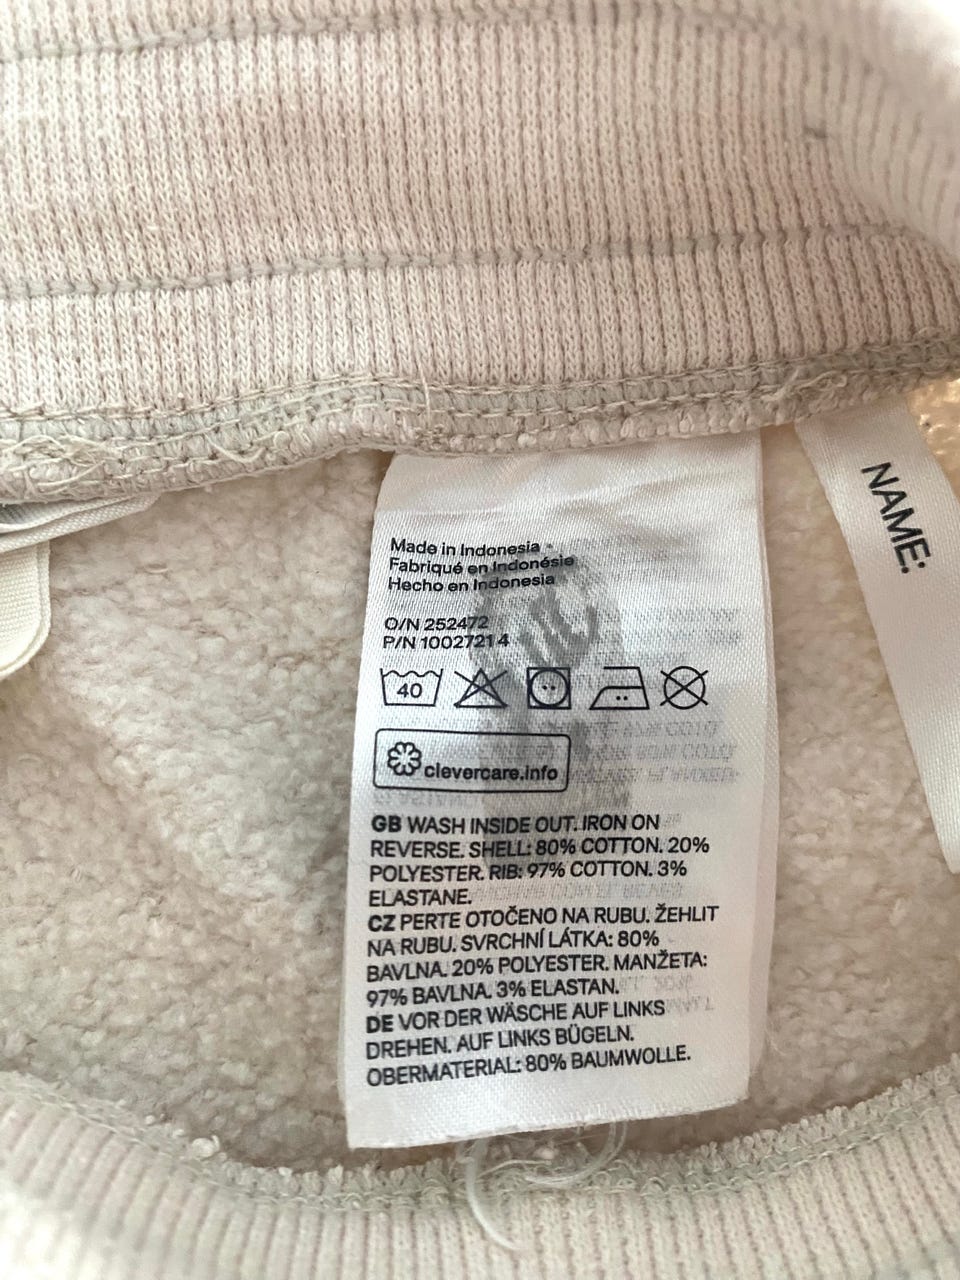 Made in Indonesia
Fabriqué en Indonésie
Hecho en Indonesia
O/N 252472
P/N 10027214
40
clevercare.info
GB WASH INSIDE OUT. IRON ON
REVERSE. SHELL: 80% COTTON. 20%
POLYESTER. RIB: 97% COTTON. 3%
ELASTANE.
CZ PERTE OTOČENO NA RUBU. ŽEHLIT
NA RUBU. SVRCHNÍ LÁTKA: 80%
BAVLNA. 20% POLYESTER. MANŽETA:
97% BAVLNA. 3% ELASTAN.
DE VOR DER WÄSCHE AUF LINKS
DREHEN. AUF LINKS BÜGELN.
OBERMATERIAL: 80% BAUMWOLLE.
NAME: